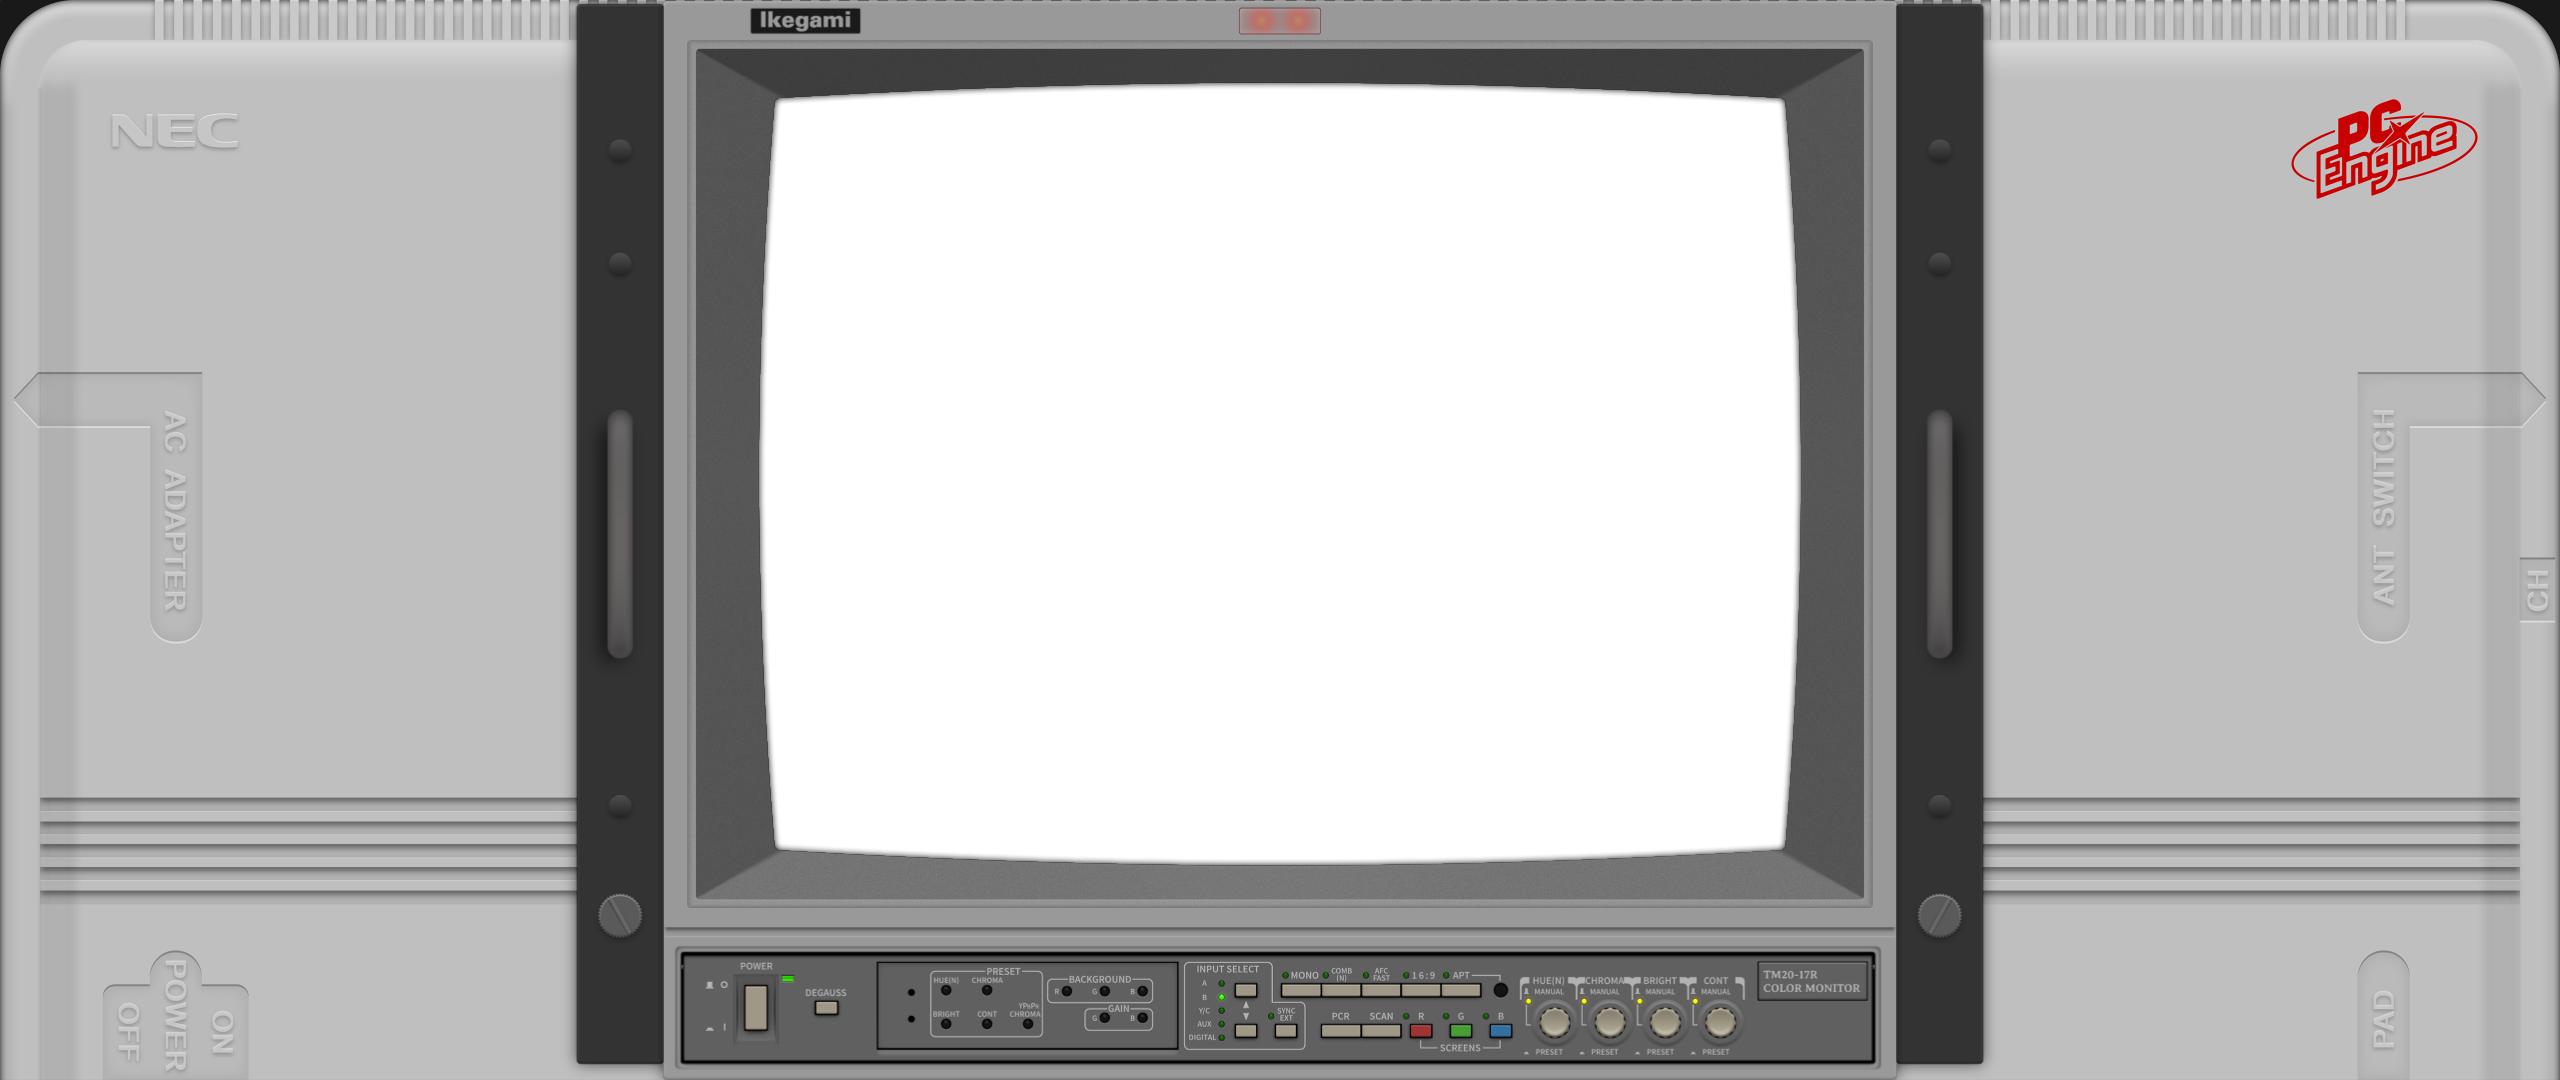 Ikegami
NEC
PC Engine
AC ADAPTER
ANT SWITCH
CH
POWER
OFF
ON
PAD
POWER
DEGAUSS
PRESET
HUE(N)
CHROMA
BRIGHT
CONT
YPBPR
CHROMA
BACKGROUND
R
G
B
GAIN
G
B
INPUT SELECT
A
B
Y/C
AUX
DIGITAL
SYNC
EXT
MONO
COMB
(N)
AFC
FAST
16:9
APT
PCR
SCAN
R
G
B
SCREENS
HUE(N)
CHROMA
BRIGHT
CONT
MANUAL
MANUAL
MANUAL
MANUAL
PRESET
PRESET
PRESET
PRESET
TM20-17R
COLOR MONITOR